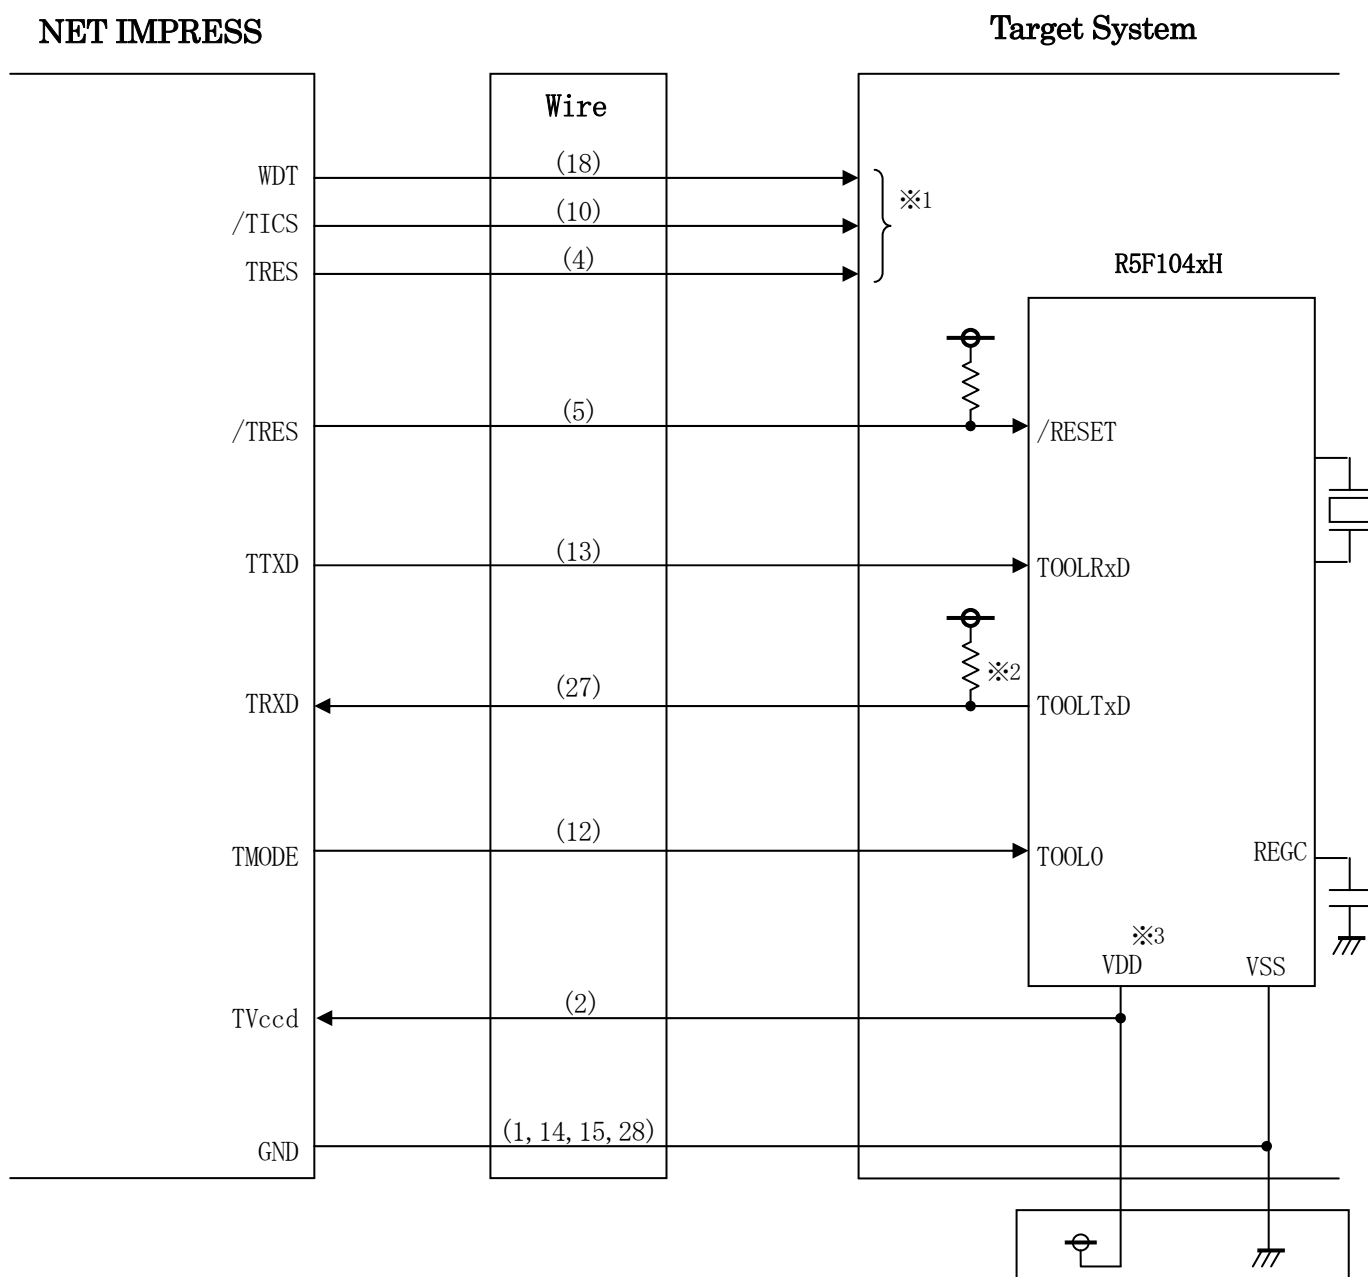 NET IMPRESS
Target System
Wire
WDT
(18)
※1
/TICS
(10)
TRES
(4)
R5F104xH
/TRES
(5)
/RESET
TTXD
(13)
TOOLRxD
※2
TRXD
(27)
TOOLTxD
TMODE
(12)
TOOL0
REGC
※3
VDD
VSS
TVccd
(2)
GND
(1,14,15,28)